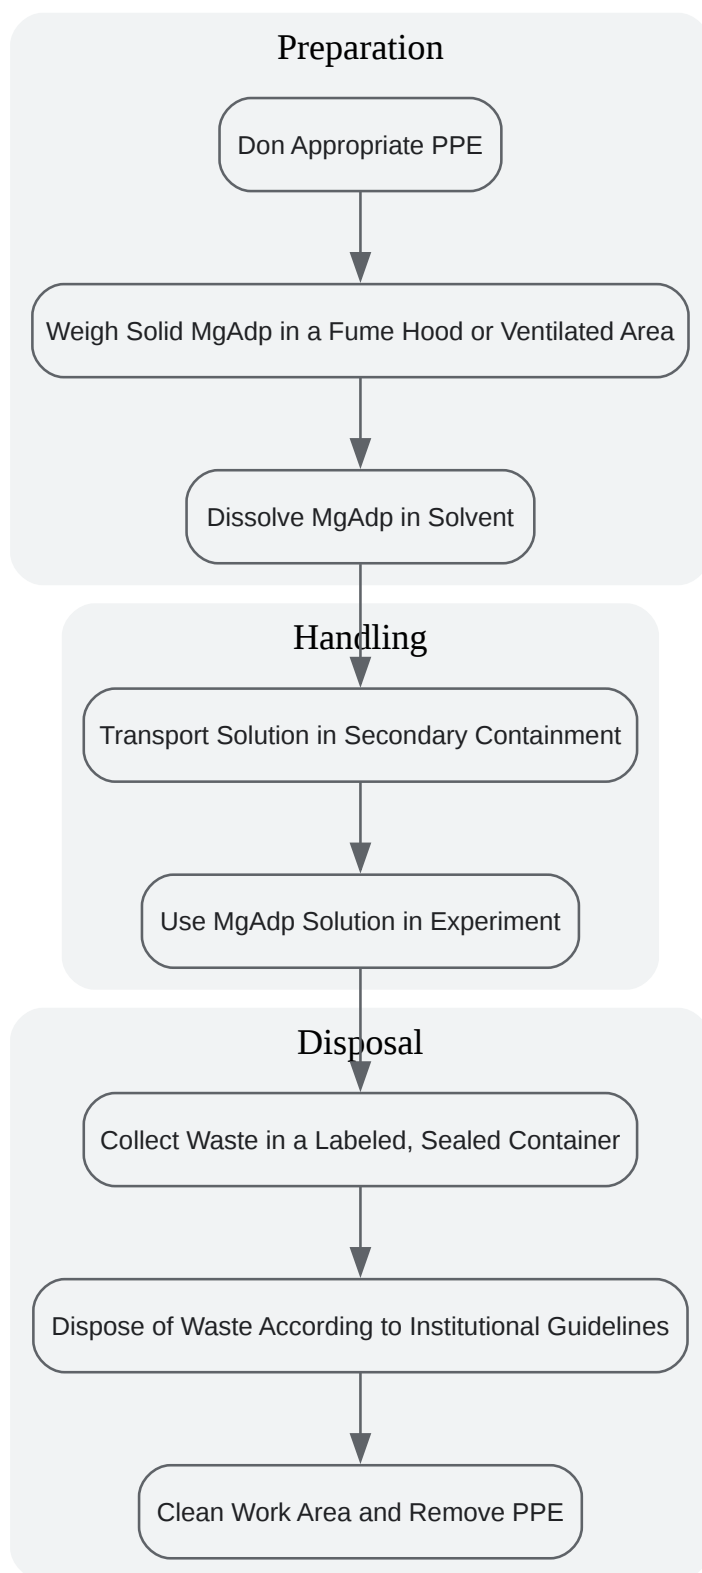 Preparation
Don Appropriate PPE
Weigh Solid MgAdp in a Fume Hood or Ventilated Area
Dissolve MgAdp in Solvent
Handling
Transport Solution in Secondary Containment
Use MgAdp Solution in Experiment
Disposal
Collect Waste in a Labeled, Sealed Container
Dispose of Waste According to Institutional Guidelines
Clean Work Area and Remove PPE